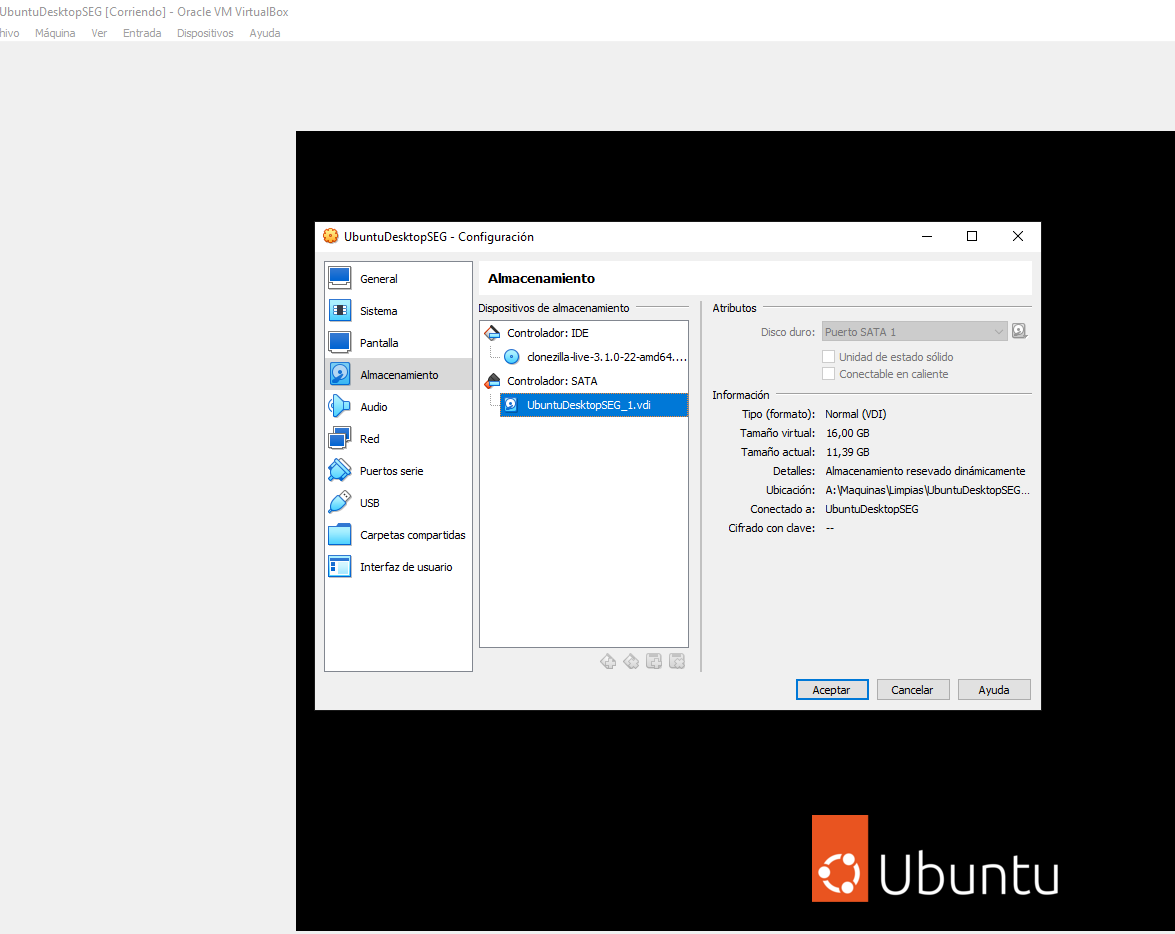 UbuntuDesktopSEG [Corriendo] - Oracle VM VirtualBox
hivo Máquina Ver Entrada Dispositivos Ayuda
UbuntuDesktopSEG - Configuración
General
Sistema
Pantalla
Almacenamiento
Audio
Red
Puertos serie
USB
Carpetas compartidas
Interfaz de usuario
Almacenamiento
Dispositivos de almacenamiento
Controlador: IDE
clonezilla-live-3.1.0-22-amd64....
Controlador: SATA
UbuntuDesktopSEG_1.vdi
Atributos
Disco duro: Puerto SATA 1
Unidad de estado sólido
Conectable en caliente
Información
Tipo (formato): Normal (VDI)
Tamaño virtual: 16,00 GB
Tamaño actual: 11,39 GB
Detalles: Almacenamiento resevado dinámicamente
Ubicación: A:\Maquinas\Limpias\UbuntuDesktopSEG...
Conectado a: UbuntuDesktopSEG
Cifrado con clave: --
Aceptar Cancelar Ayuda
Ubuntu